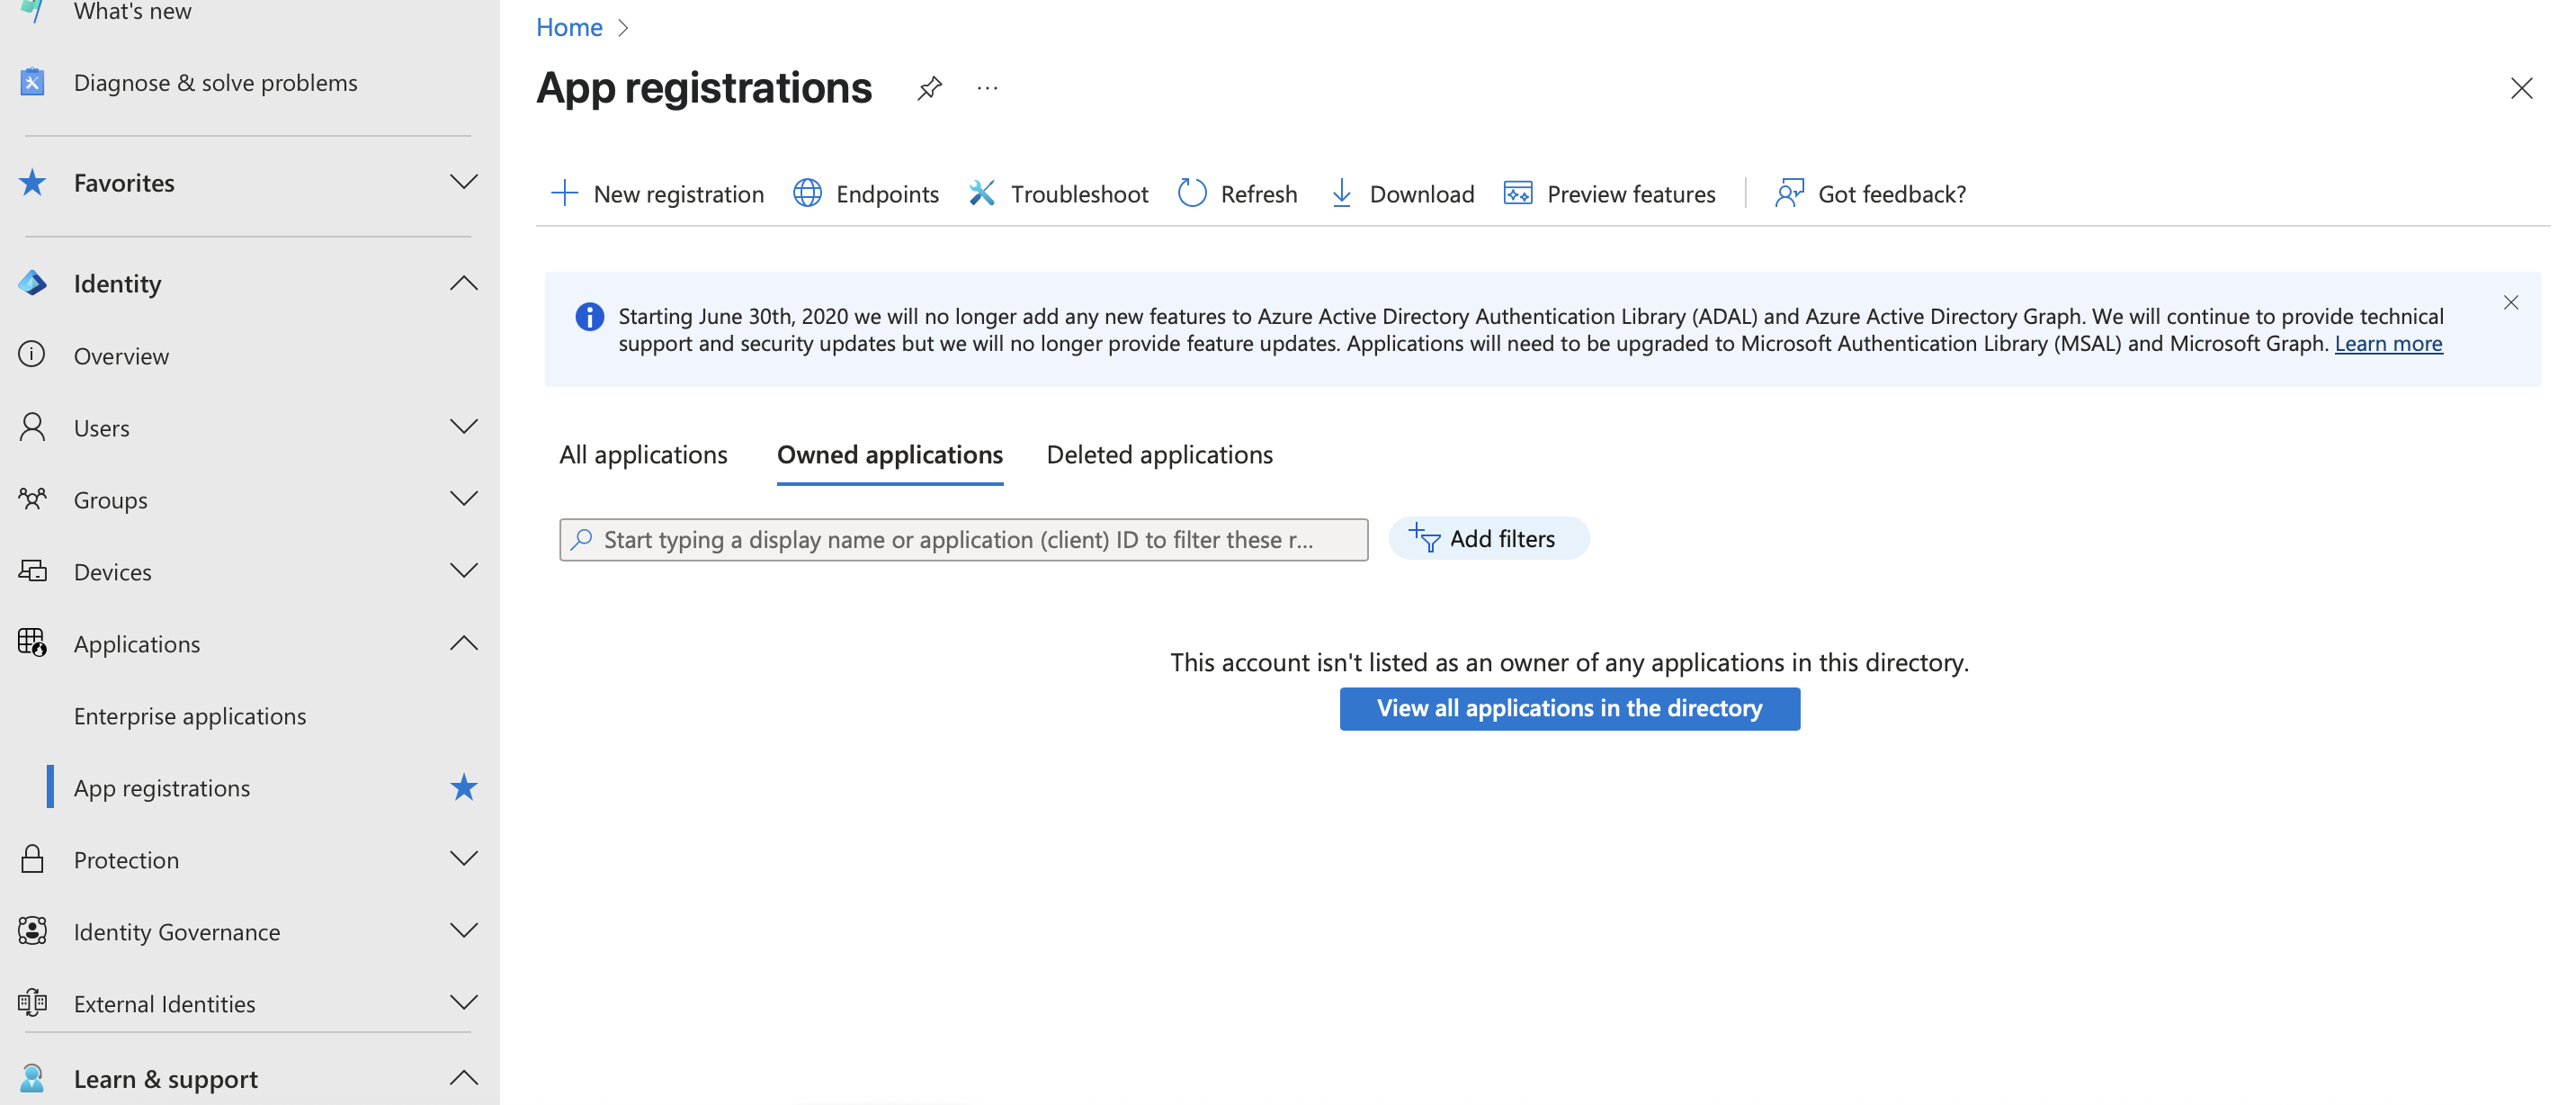 What's new
Diagnose & solve problems
Favorites
Identity
Overview
Users
Groups
Devices
Applications
Enterprise applications
App registrations
Protection
Identity Governance
External Identities
Learn & support
Home
App registrations
New registration
Endpoints
Troubleshoot
Refresh
Download
Preview features
Got feedback?
Starting June 30th, 2020 we will no longer add any new features to Azure Active Directory Authentication Library (ADAL) and Azure Active Directory Graph. We will continue to provide technical
support and security updates but we will no longer provide feature updates. Applications will need to be upgraded to Microsoft Authentication Library (MSAL) and Microsoft Graph. Learn more
All applications
Owned applications
Deleted applications
Start typing a display name or application (client) ID to filter these r...
Add filters
This account isn't listed as an owner of any applications in this directory.
View all applications in the directory